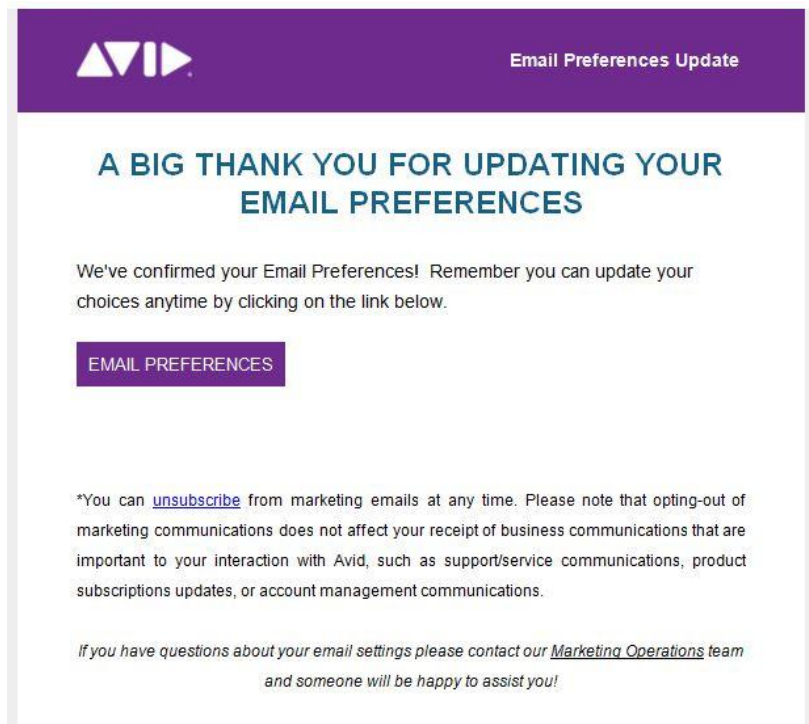 AVID
Email Preferences Update
A BIG THANK YOU FOR UPDATING YOUR
EMAIL PREFERENCES
We've confirmed your Email Preferences!  Remember you can update your
choices anytime by clicking on the link below.
EMAIL PREFERENCES
*You can unsubscribe from marketing emails at any time. Please note that opting-out of
marketing communications does not affect your receipt of business communications that are
important to your interaction with Avid, such as support/service communications, product
subscriptions updates, or account management communications.
If you have questions about your email settings please contact our Marketing Operations team
and someone will be happy to assist you!